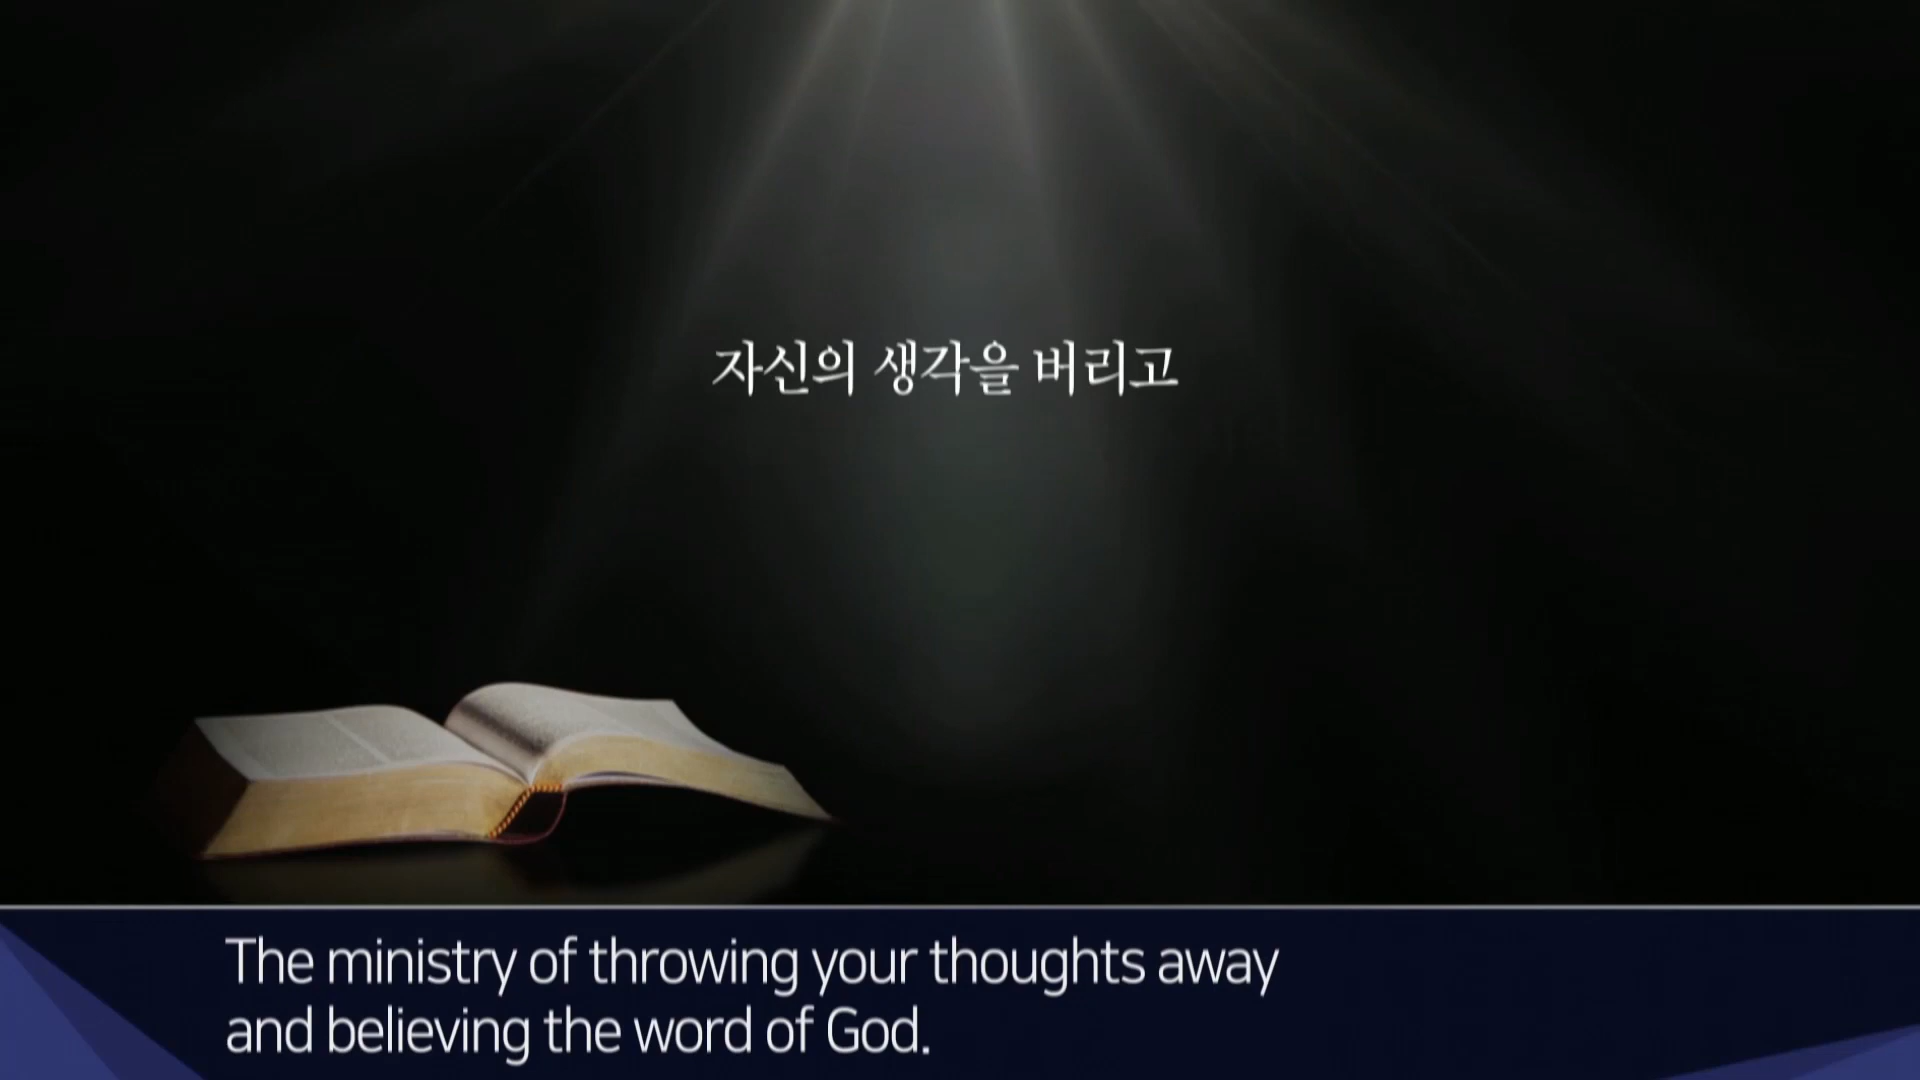 자신의 생각을 버리고
The ministry of throwing your thoughts away
and believing the word of God.